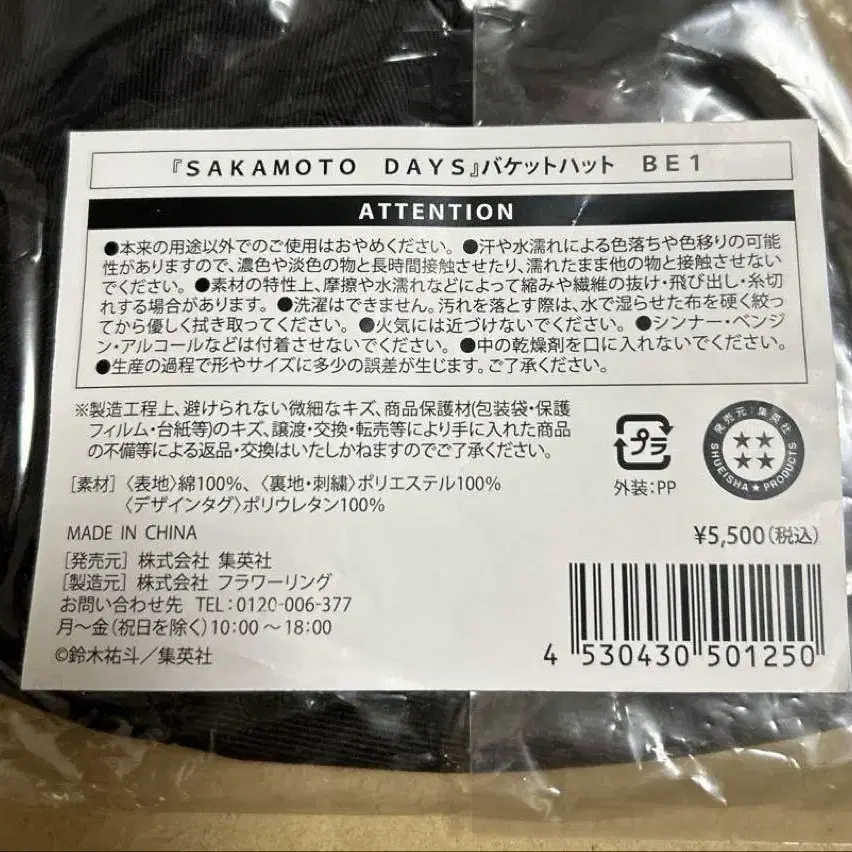 『SAKAMOTO DAYS』バケットハット BE1
ATTENTION
●本来の用途以外でのご使用はおやめください。●汗や水濡れによる色落ちや色移りの可能
性がありますので、濃色や淡色の物と長時間接触させたり、濡れたまま他の物と接触させない
でください。●素材の特性上、摩擦や水濡れなどによって縮みや繊維の抜け・飛び出し・糸切
れする場合があります。●洗濯はできません。汚れを落とす際は、水で湿らせた布を硬く絞っ
てから優しく拭き取ってください。●火気には近づけないでください。●シンナー・ベンジ
ン・アルコールなどは付着させないでください。●中の乾燥剤を口に入れないでください。
●生産の過程で形やサイズに多少の誤差が生じます。ご了承ください。
※製造工程上、避けられない微細なキズ、商品保護材(包装袋・保護
フィルム・台紙等)のキズ、譲渡・交換・転売等により手に入れた商品
の不備等による返品・交換はいたしかねますのでご了承ください。
プラ
外装:PP
発売元:集英社
SHUEISHA★PRODUCTS
[素材]〈表地〉綿100%、〈裏地・刺繍〉ポリエステル100%
〈デザインタグ〉ポリウレタン100%
MADE IN CHINA
¥5,500(税込)
[発売元] 株式会社 集英社
[製造元] 株式会社 フラワーリング
お問い合わせ先 TEL:0120-006-377
月〜金(祝日を除く)10:00〜18:00
©鈴木祐斗/集英社
4 530430 501250